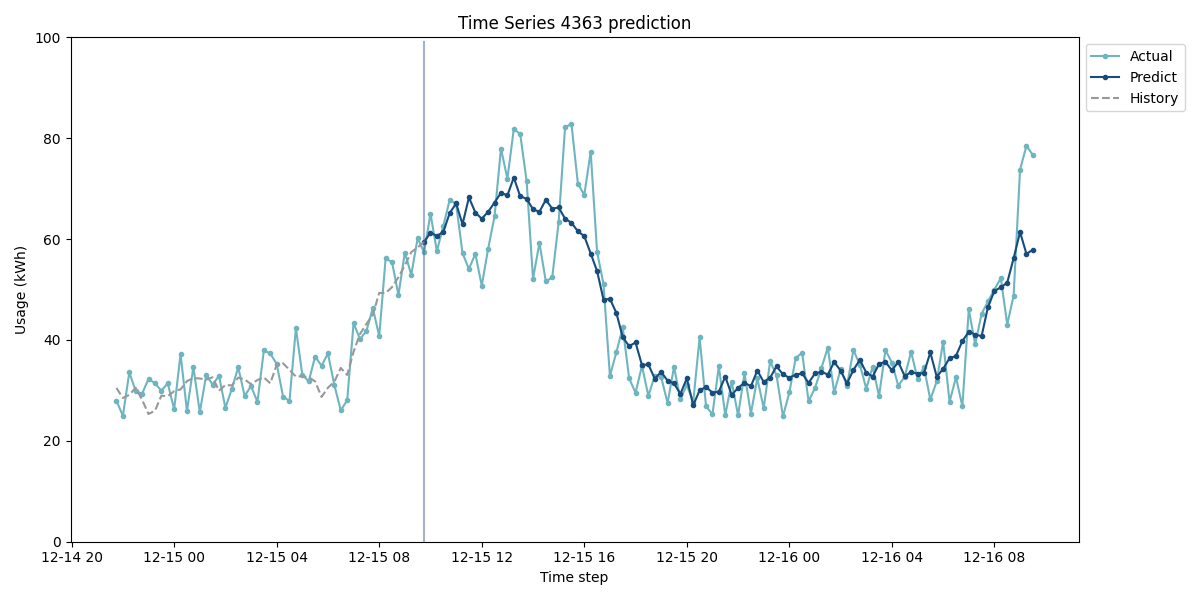 Time Series 4363 prediction
Usage (kWh)
100
80
60
40
20
0
12-14 20
12-15 00
12-15 04
12-15 08
12-15 12
12-15 16
12-15 20
12-16 00
12-16 04
12-16 08
Time step
Actual
Predict
History